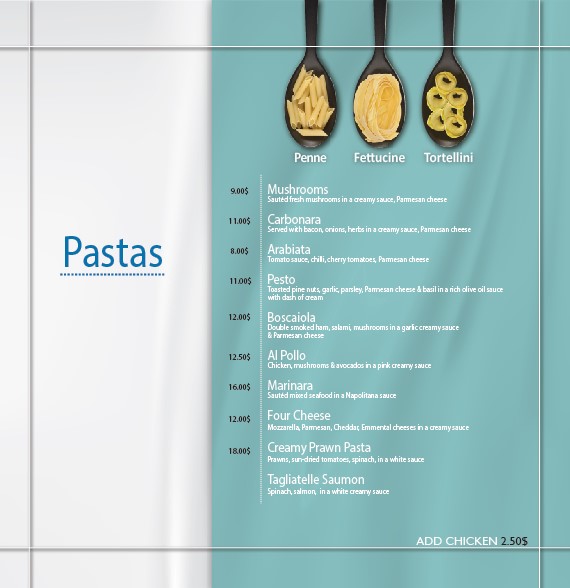 Penne Fettucine Tortellini
Pastas
9.00$ Mushrooms
Sautéd fresh mushrooms in a creamy sauce, Parmesan cheese
11.00$ Carbonara
Served with bacon, onions, herbs in a creamy sauce, Parmesan cheese
8.00$ Arabiata
Tomato sauce, chilli, cherry tomatoes, Parmesan cheese
11.00$ Pesto
Toasted pine nuts, garlic, parsley, Parmesan cheese & basil in a rich olive oil sauce
with dash of cream
12.00$ Boscaiola
Double smoked ham, salami, mushrooms in a garlic creamy sauce
& Parmesan cheese
12.50$ Al Pollo
Chicken, mushrooms & avocados in a pink creamy sauce
16.00$ Marinara
Sautéd mixed seafood in a Napolitana sauce
12.00$ Four Cheese
Mozzarella, Parmesan, Cheddar, Emmental cheeses in a creamy sauce
18.00$ Creamy Prawn Pasta
Prawns, sun-dried tomatoes, spinach, in a white sauce
Tagliatelle Saumon
Spinach, salmon, in a white creamy sauce
ADD CHICKEN 2.50$